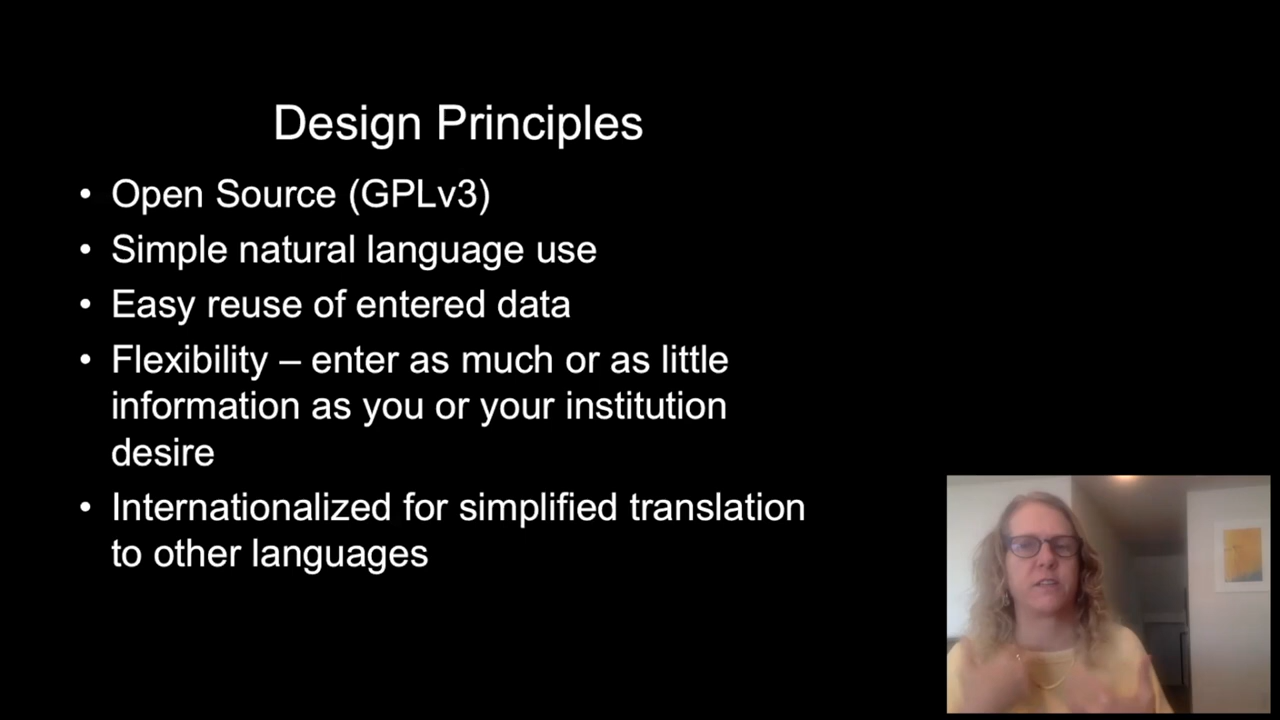 Design Principles
• Open Source (GPLv3)
• Simple natural language use
• Easy reuse of entered data
• Flexibility – enter as much or as little
information as you or your institution
desire
• Internationalized for simplified translation
to other languages